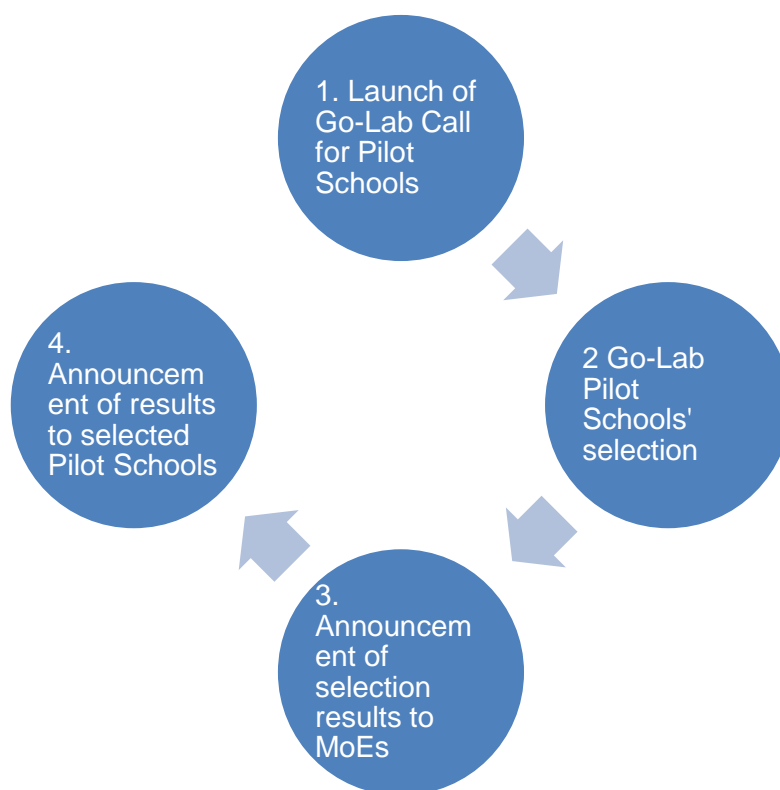 1. Launch of
Go-Lab Call
for Pilot
Schools
2 Go-Lab
Pilot
Schools'
selection
3.
Announcem
ent of
selection
results to
MoEs
4.
Announcem
ent of results
to selected
Pilot Schools